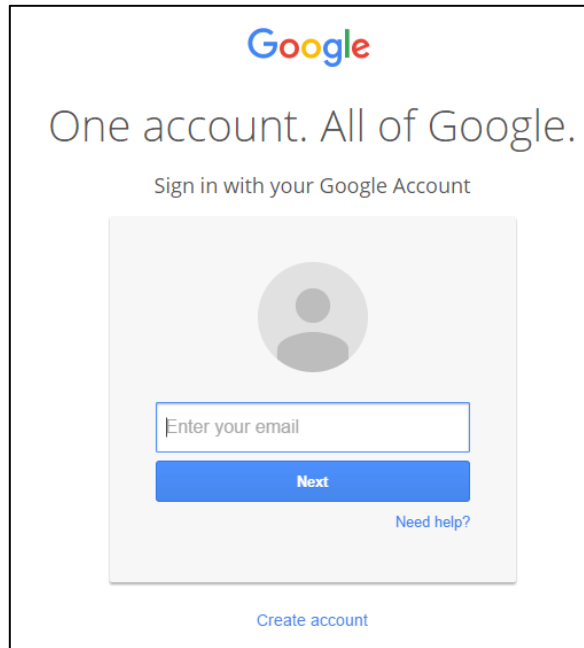 Google
One account. All of Google.
Sign in with your Google Account
Enter your email
Next
Need help?
Create account